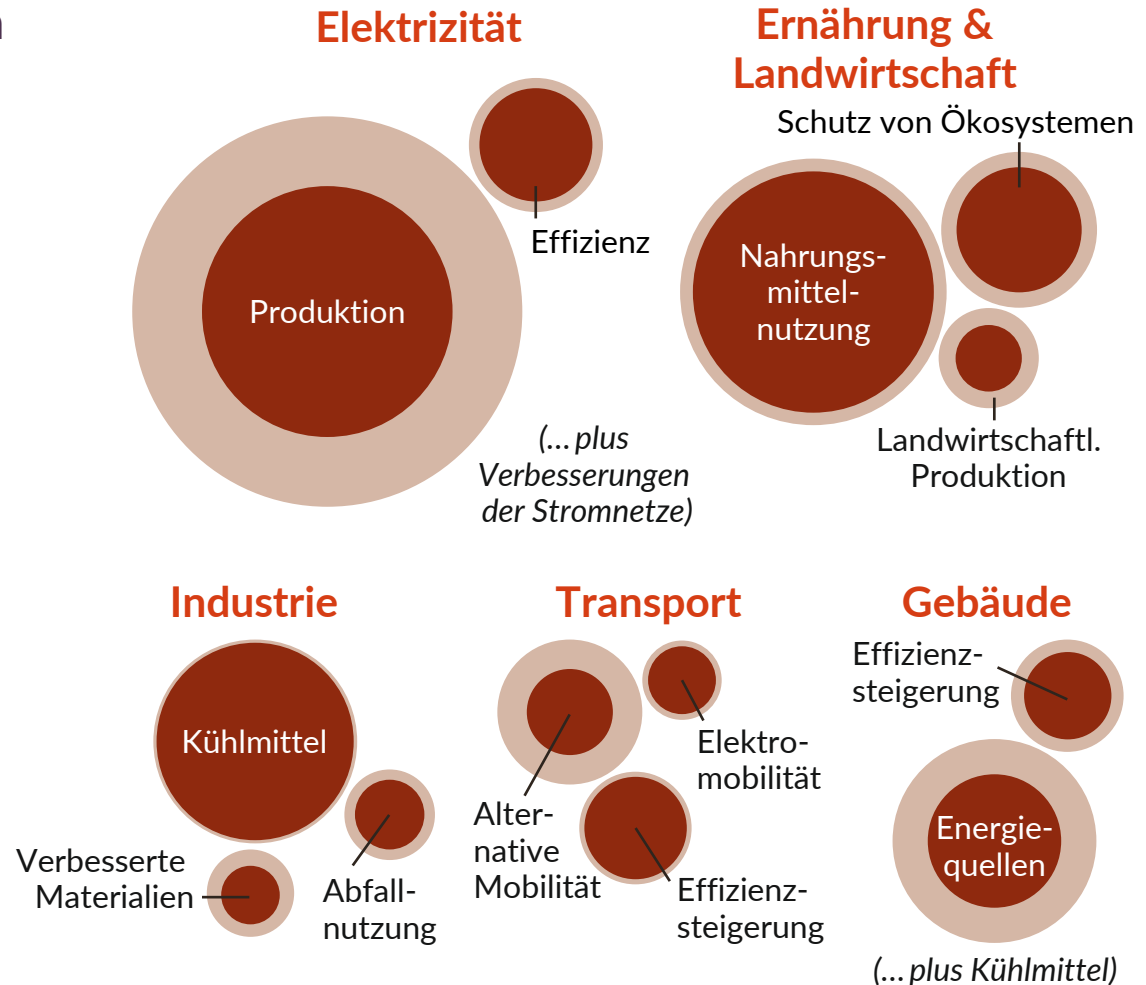 Elektrizität
Effizienz
Produktion
(... plus
Verbesserungen
der Stromnetze)
Ernährung &
Landwirtschaft
Schutz von Ökosystemen
Nahrungs-
mittel-
nutzung
Landwirtschaftl.
Produktion
Industrie
Kühlmittel
Verbesserte
Materialien
Abfall-
nutzung
Transport
Elektro-
mobilität
Alter-
native
Mobilität
Effizienz-
steigerung
Gebäude
Effizienz-
steigerung
Energie-
quellen
(... plus Kühlmittel)